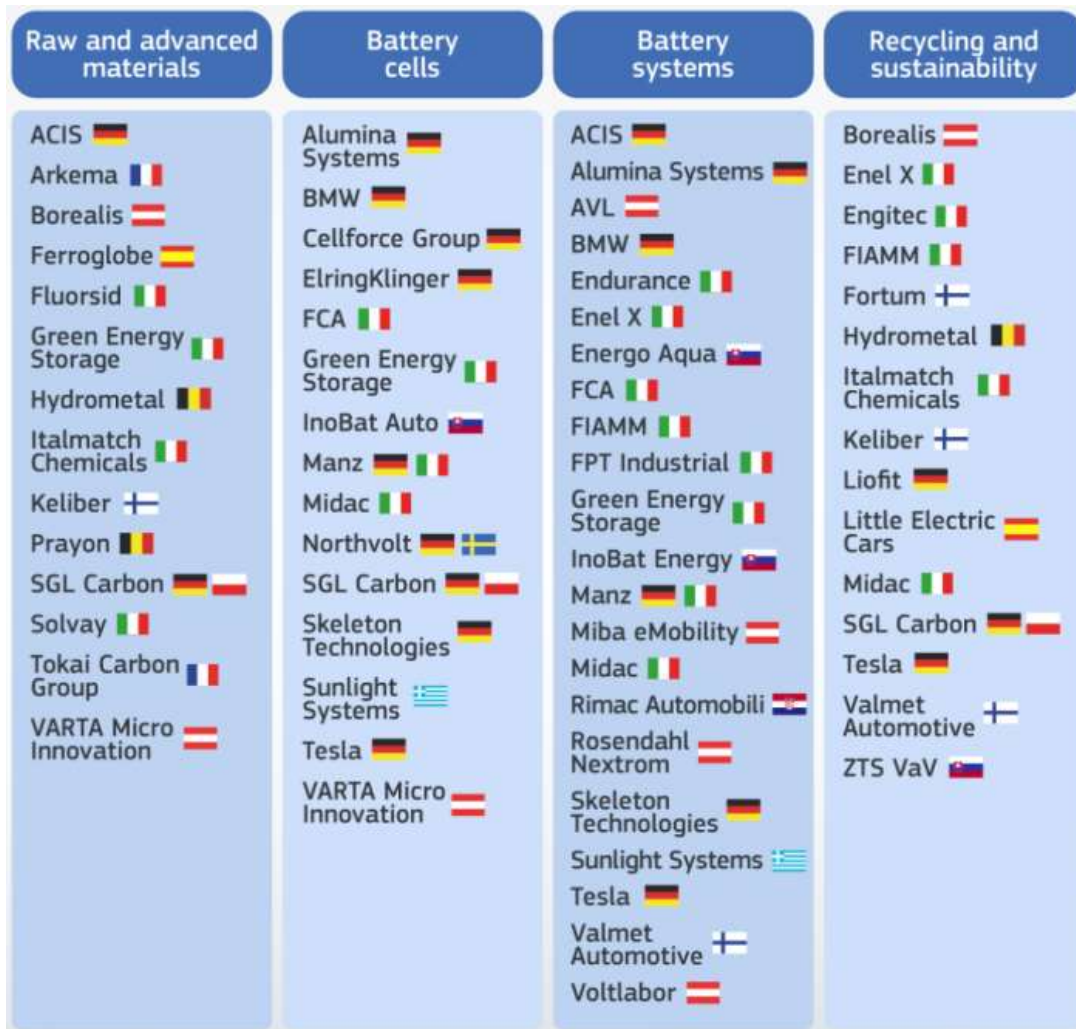 Raw and advanced
materials
ACIS
Arkema
Borealis
Ferroglobe
Fluorsid
Green Energy
Storage
Hydrometal
Italmatch
Chemicals
Keliber
Prayon
SGL Carbon
Solvay
Tokai Carbon
Group
VARTA Micro
Innovation
Battery
cells
Alumina
Systems
BMW
Cellforce Group
ElringKlinger
FCA
Green Energy
Storage
InoBat Auto
Manz
Midac
Northvolt
SGL Carbon
Skeleton
Technologies
Sunlight
Systems
Tesla
VARTA Micro
Innovation
Battery
systems
ACIS
Alumina Systems
AVL
BMW
Endurance
Enel X
Energo Aqua
FCA
FIAMM
FPT Industrial
Green Energy
Storage
InoBat Energy
Manz
Miba eMobility
Midac
Rimac Automobili
Rosendahl
Nextrom
Skeleton
Technologies
Sunlight Systems
Tesla
Valmet
Automotive
Voltlabor
Recycling and
sustainability
Borealis
Enel X
Engitec
FIAMM
Fortum
Hydrometal
Italmatch
Chemicals
Keliber
Liofit
Little Electric
Cars
Midac
SGL Carbon
Tesla
Valmet
Automotive
ZTS VaV